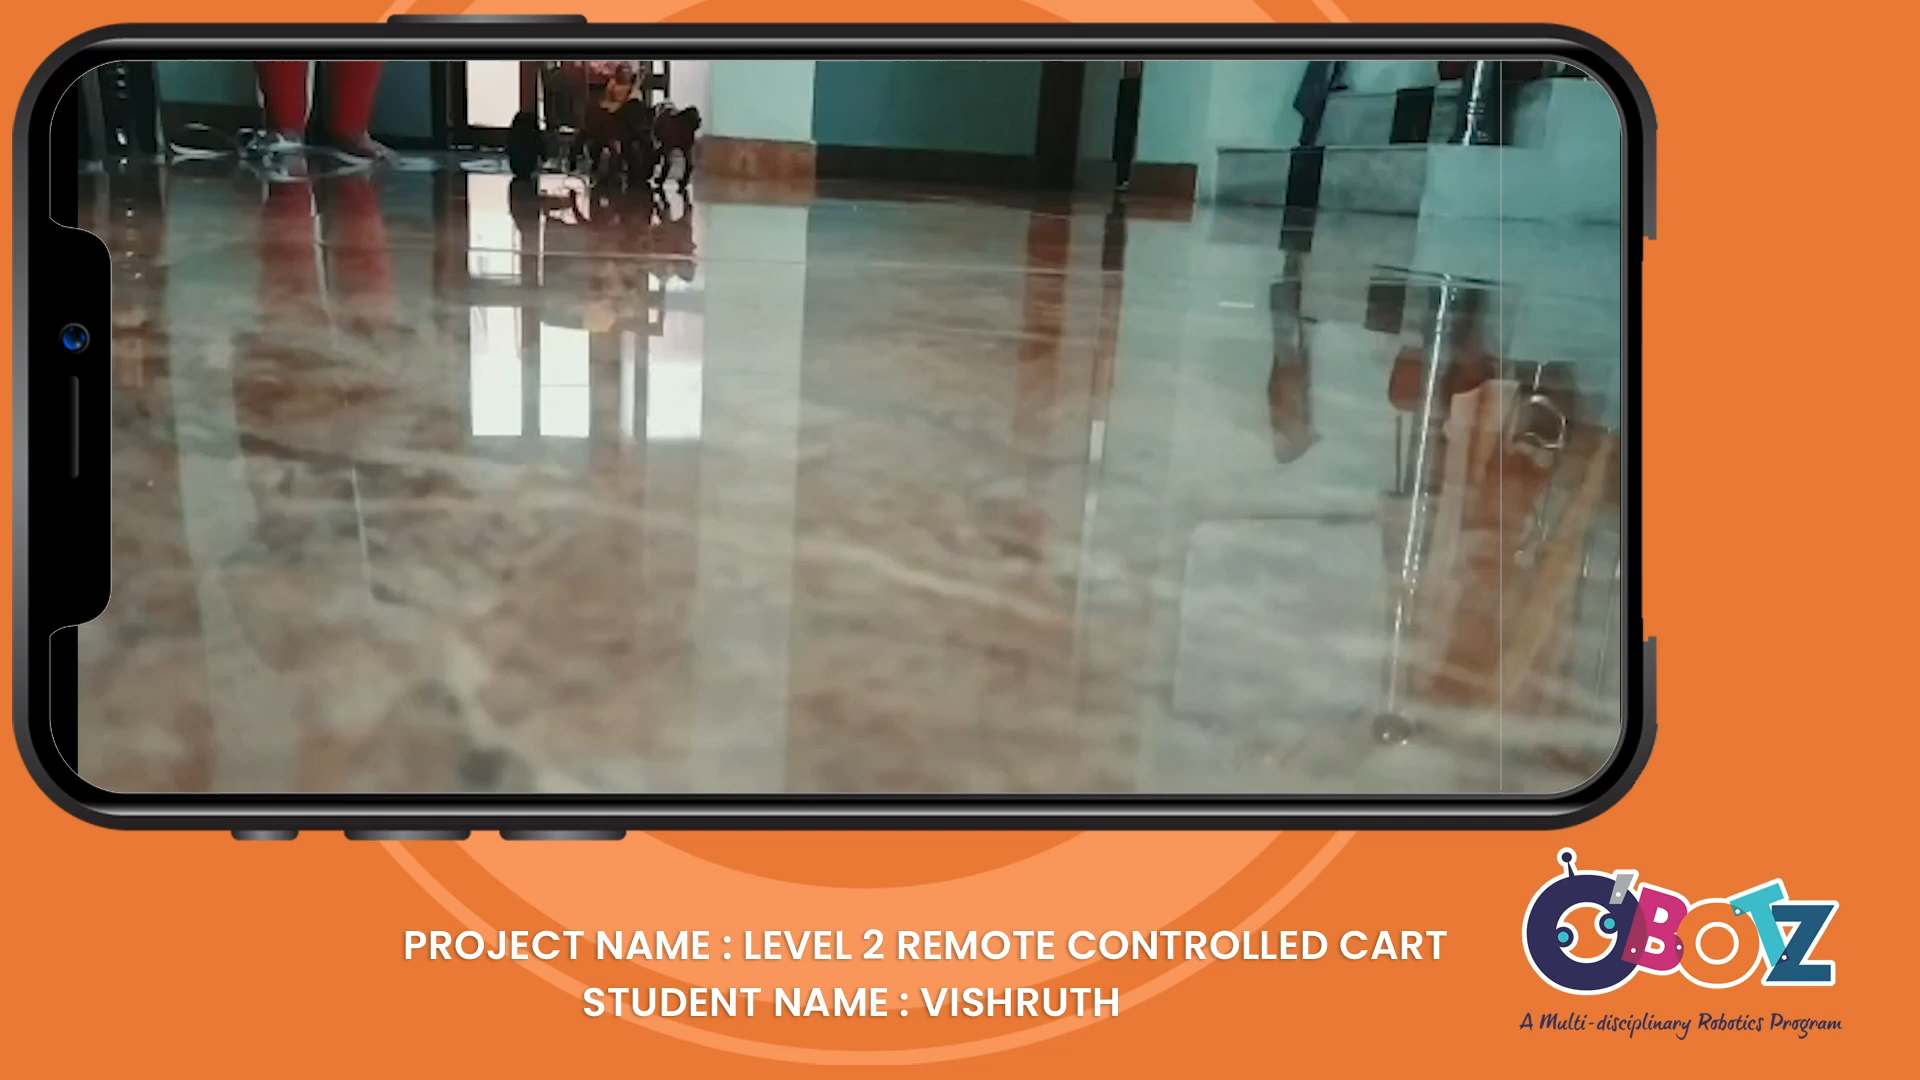 PROJECT NAME : LEVEL 2 REMOTE CONTROLLED CART
STUDENT NAME : VISHRUTH
O'BOTZ
A Multi-disciplinary Robotics Program